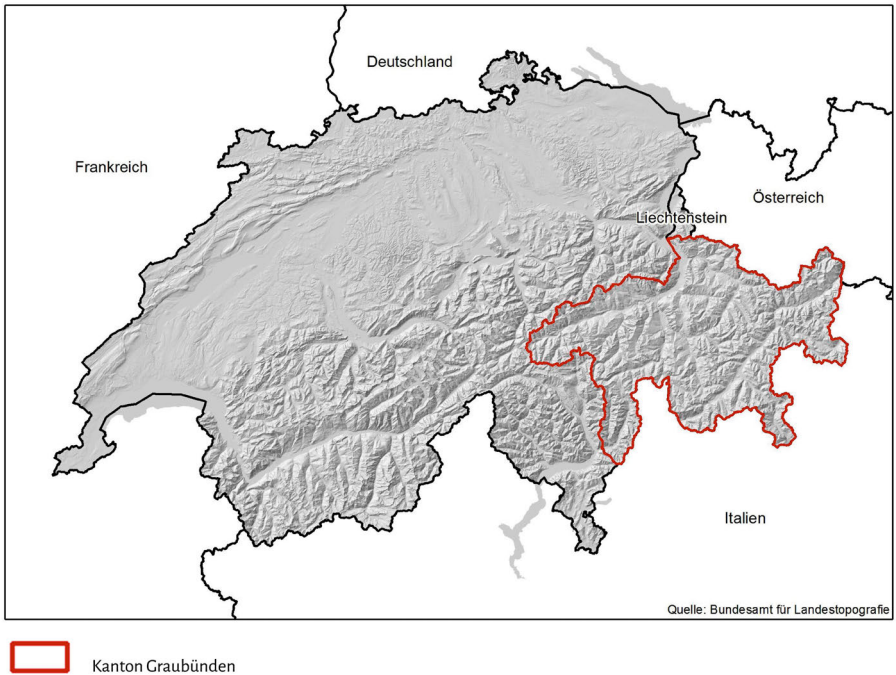 Deutschland
Frankreich
Österreich
Liechtenstein
Italien
Quelle: Bundesamt für Landestopografie
Kanton Graubünden